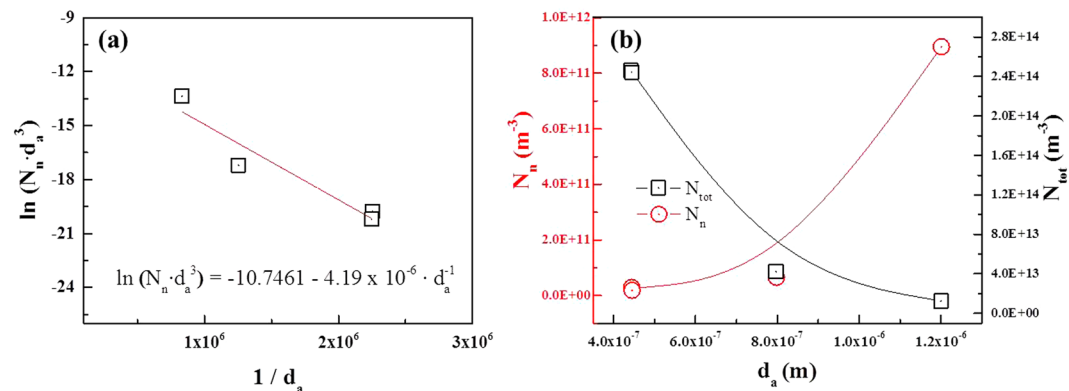 (a)
-9
-12
-15
-18
-21
-24
ln (Nₙ·dₐ³)
ln (Nₙ·dₐ³) = -10.7461 - 4.19 x 10⁻⁶ · dₐ⁻¹
1x10⁶ 2x10⁶ 3x10⁶
1 / dₐ
(b)
1.0E+12
8.0E+11
6.0E+11
4.0E+11
2.0E+11
0.0E+00
Nₙ (m⁻³)
N_tot
Nₙ
2.8E+14
2.4E+14
2.0E+14
1.6E+14
1.2E+14
8.0E+13
4.0E+13
0.0E+00
N_tot (m⁻³)
4.0x10⁻⁷ 6.0x10⁻⁷ 8.0x10⁻⁷ 1.0x10⁻⁶ 1.2x10⁻⁶
dₐ (m)